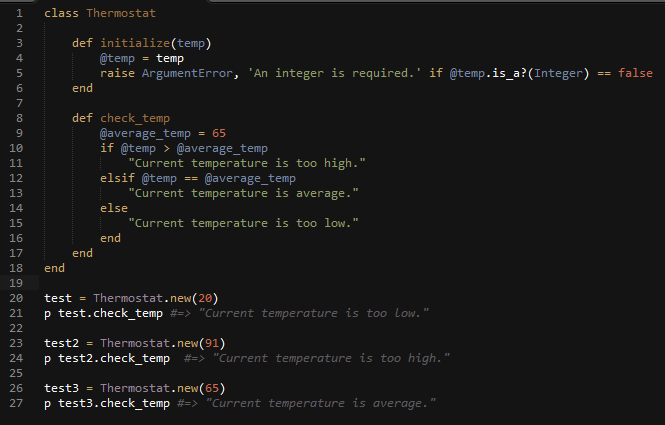 1 class Thermostat
2
3     def initialize(temp)
4         @temp = temp
5         raise ArgumentError, 'An integer is required.' if @temp.is_a?(Integer) == false
6     end
7
8     def check_temp
9         @average_temp = 65
10         if @temp > @average_temp
11             "Current temperature is too high."
12         elsif @temp == @average_temp
13             "Current temperature is average."
14         else
15             "Current temperature is too low."
16         end
17     end
18 end
19
20 test = Thermostat.new(20)
21 p test.check_temp #=> "Current temperature is too low."
22
23 test2 = Thermostat.new(91)
24 p test2.check_temp  #=> "Current temperature is too high."
25
26 test3 = Thermostat.new(65)
27 p test3.check_temp #=> "Current temperature is average."